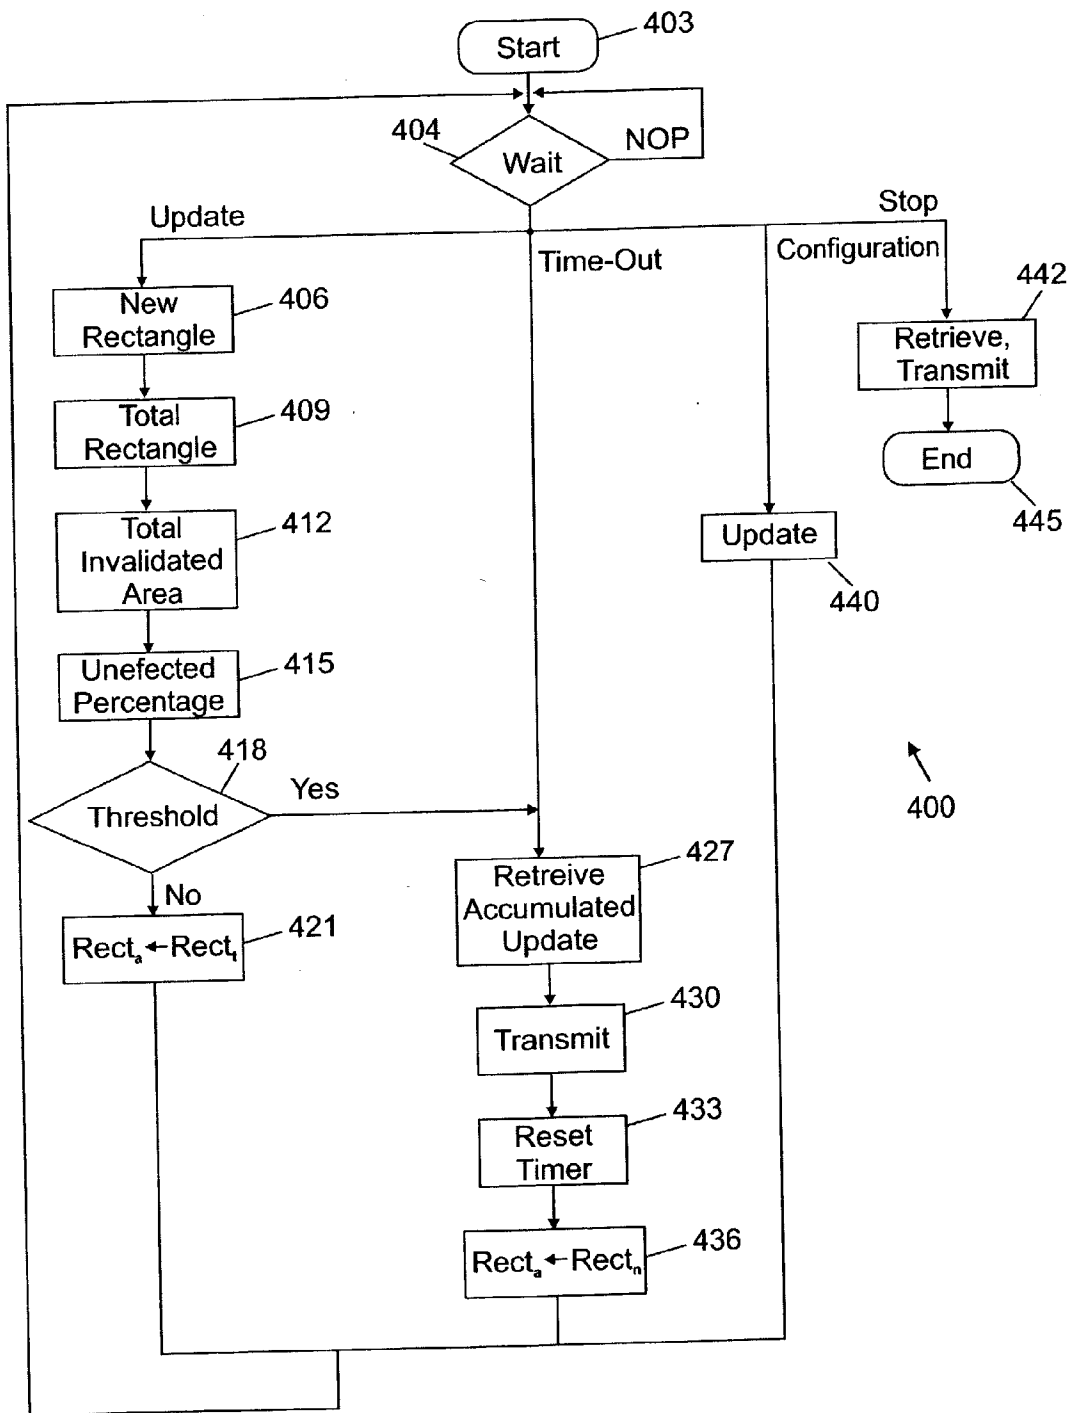 Start
403
404
Wait
NOP
Update
Time-Out
Stop
Configuration
New
Rectangle
406
442
Retrieve,
Transmit
Total
Rectangle
409
End
445
Total
Invalidated
Area
412
Update
440
Unefected
Percentage
415
418
Threshold
Yes
No
400
Retreive
Accumulated
Update
427
Rectₐ ← Rectₜ
421
Transmit
430
Reset
Timer
433
Rectₐ ← Rectₙ
436